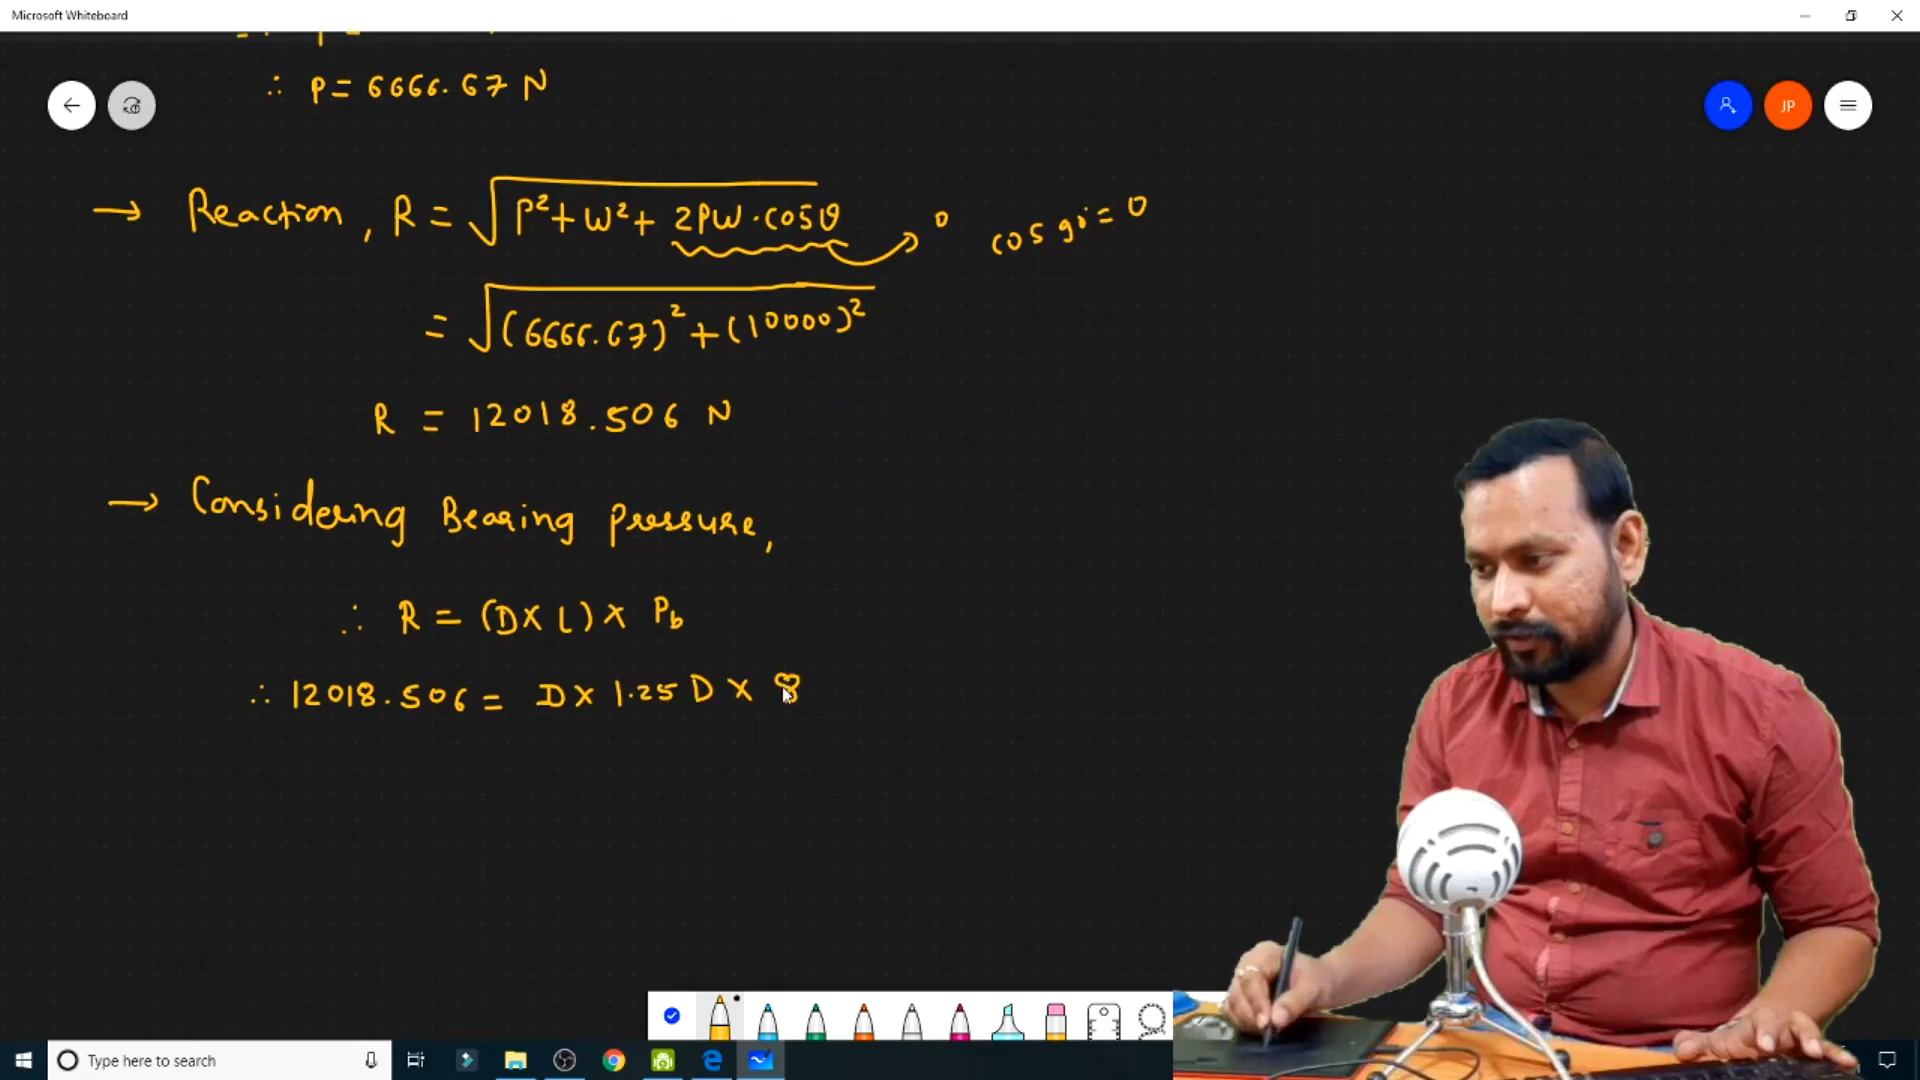 Microsoft Whiteboard
∴ P = 6666.67 N
JP
→ Reaction, R = √P² + W² + 2PW·cosθ → 0 cos 90° = 0
= √(6666.67)² + (10000)²
R = 12018.506 N
→ Considering Bearing Pressure,
∴ R = (D × L) × Pb
∴ 12018.506 = D × 1.25 D × 8
Type here to search